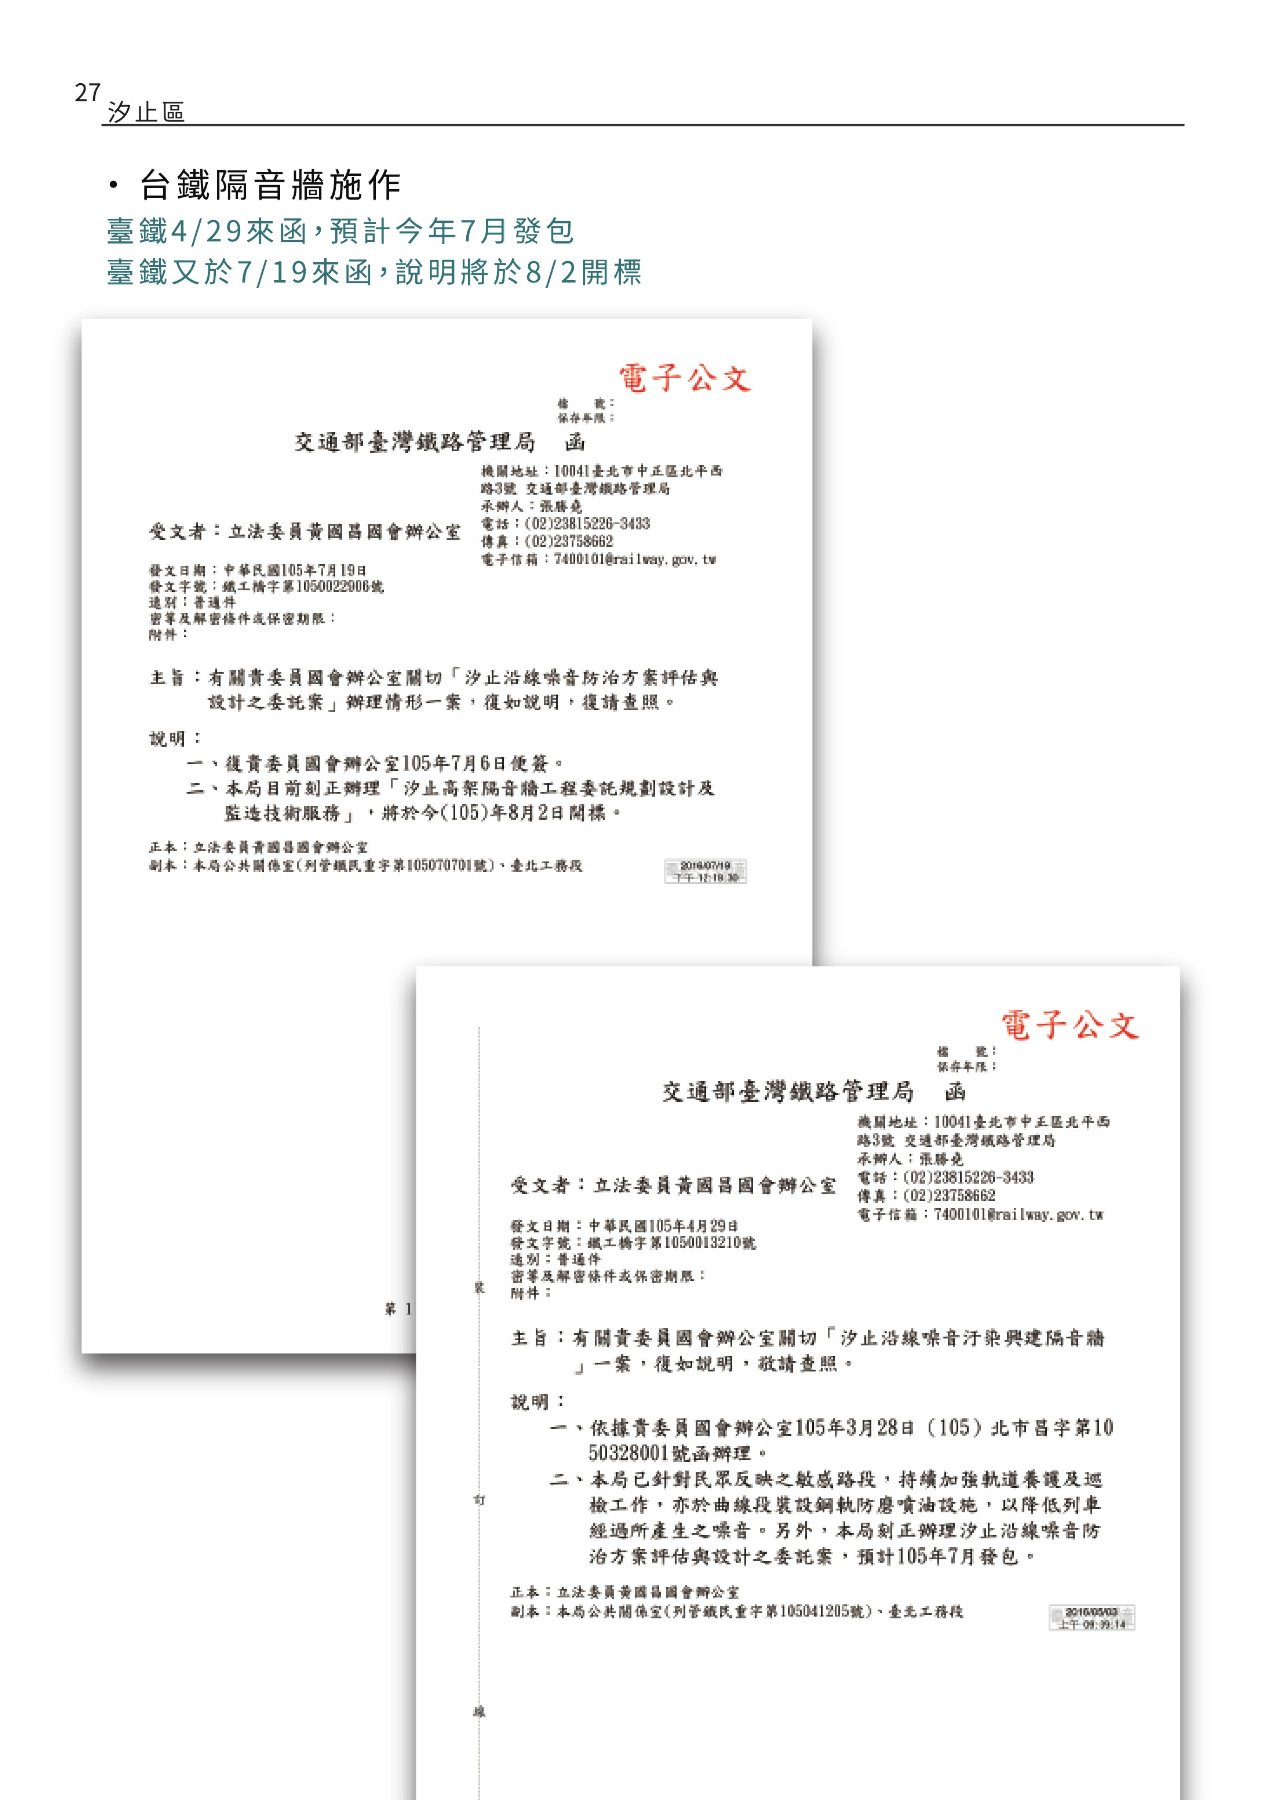 27
汐止區
• 台鐵隔音牆施作
臺鐵4/29來函，預計今年7月發包
臺鐵又於7/19來函，說明將於8/2開標
電子公文
檔　　號：
保存年限：
交通部臺灣鐵路管理局　函
機關地址：10041臺北市中正區北平西
路3號 交通部臺灣鐵路管理局
承辦人：張勝堯
電話：(02)23815226-3433
傳真：(02)23758662
電子信箱：7400101@railway.gov.tw
受文者：立法委員黃國昌國會辦公室
發文日期：中華民國105年7月19日
發文字號：鐵工橋字第1050022906號
速別：普通件
密等及解密條件或保密期限：
附件：
主旨：有關貴委員國會辦公室關切「汐止沿線噪音防治方案評估與
設計之委託案」辦理情形一案，復如說明，復請查照。
說明：
一、復貴委員國會辦公室105年7月6日便簽。
二、本局目前刻正辦理「汐止高架隔音牆工程委託規劃設計及
監造技術服務」，將於今(105)年8月2日開標。
正本：立法委員黃國昌國會辦公室
副本：本局公共關係室(列管鐵民重字第105070701號)、臺北工務段
2016/07/19
下午 12:18:30
第 1
電子公文
檔　　號：
保存年限：
交通部臺灣鐵路管理局　函
機關地址：10041臺北市中正區北平西
路3號 交通部臺灣鐵路管理局
承辦人：張勝堯
電話：(02)23815226-3433
傳真：(02)23758662
電子信箱：7400101@railway.gov.tw
受文者：立法委員黃國昌國會辦公室
發文日期：中華民國105年4月29日
發文字號：鐵工橋字第1050013210號
速別：普通件
密等及解密條件或保密期限：
附件：
裝
主旨：有關貴委員國會辦公室關切「汐止沿線噪音汙染興建隔音牆
」一案，復如說明，敬請查照。
說明：
一、依據貴委員國會辦公室105年3月28日（105）北市昌字第10
50328001號函辦理。
二、本局已針對民眾反映之敏感路段，持續加強軌道養護及巡
檢工作，亦於曲線段裝設鋼軌防磨噴油設施，以降低列車
經過所產生之噪音。另外，本局刻正辦理汐止沿線噪音防
治方案評估與設計之委託案，預計105年7月發包。
訂
正本：立法委員黃國昌國會辦公室
副本：本局公共關係室(列管鐵民重字第105041205號)、臺北工務段
2016/05/03
上午 09:39:14
線